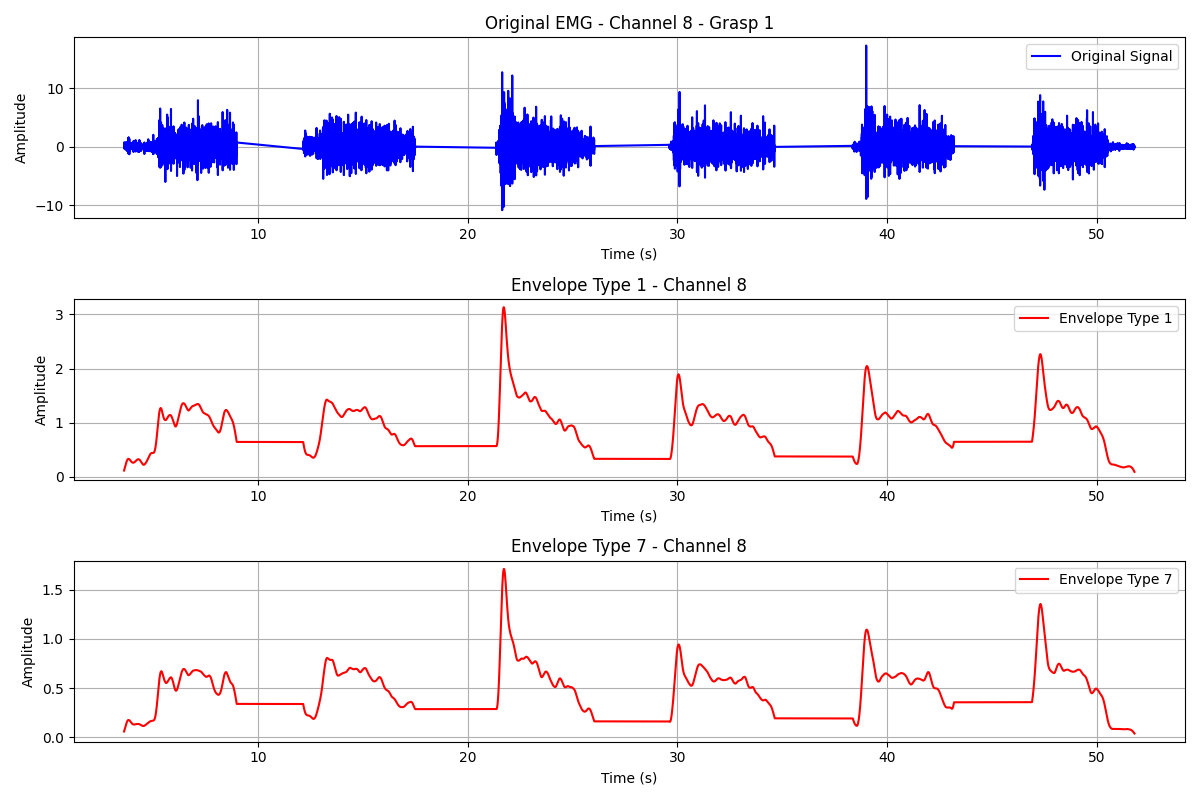 Original EMG - Channel 8 - Grasp 1
Original Signal
Amplitude
10
0
−10
10 20 30 40 50
Time (s)
Envelope Type 1 - Channel 8
Envelope Type 1
Amplitude
3
2
1
0
10 20 30 40 50
Time (s)
Envelope Type 7 - Channel 8
Envelope Type 7
Amplitude
1.5
1.0
0.5
0.0
10 20 30 40 50
Time (s)